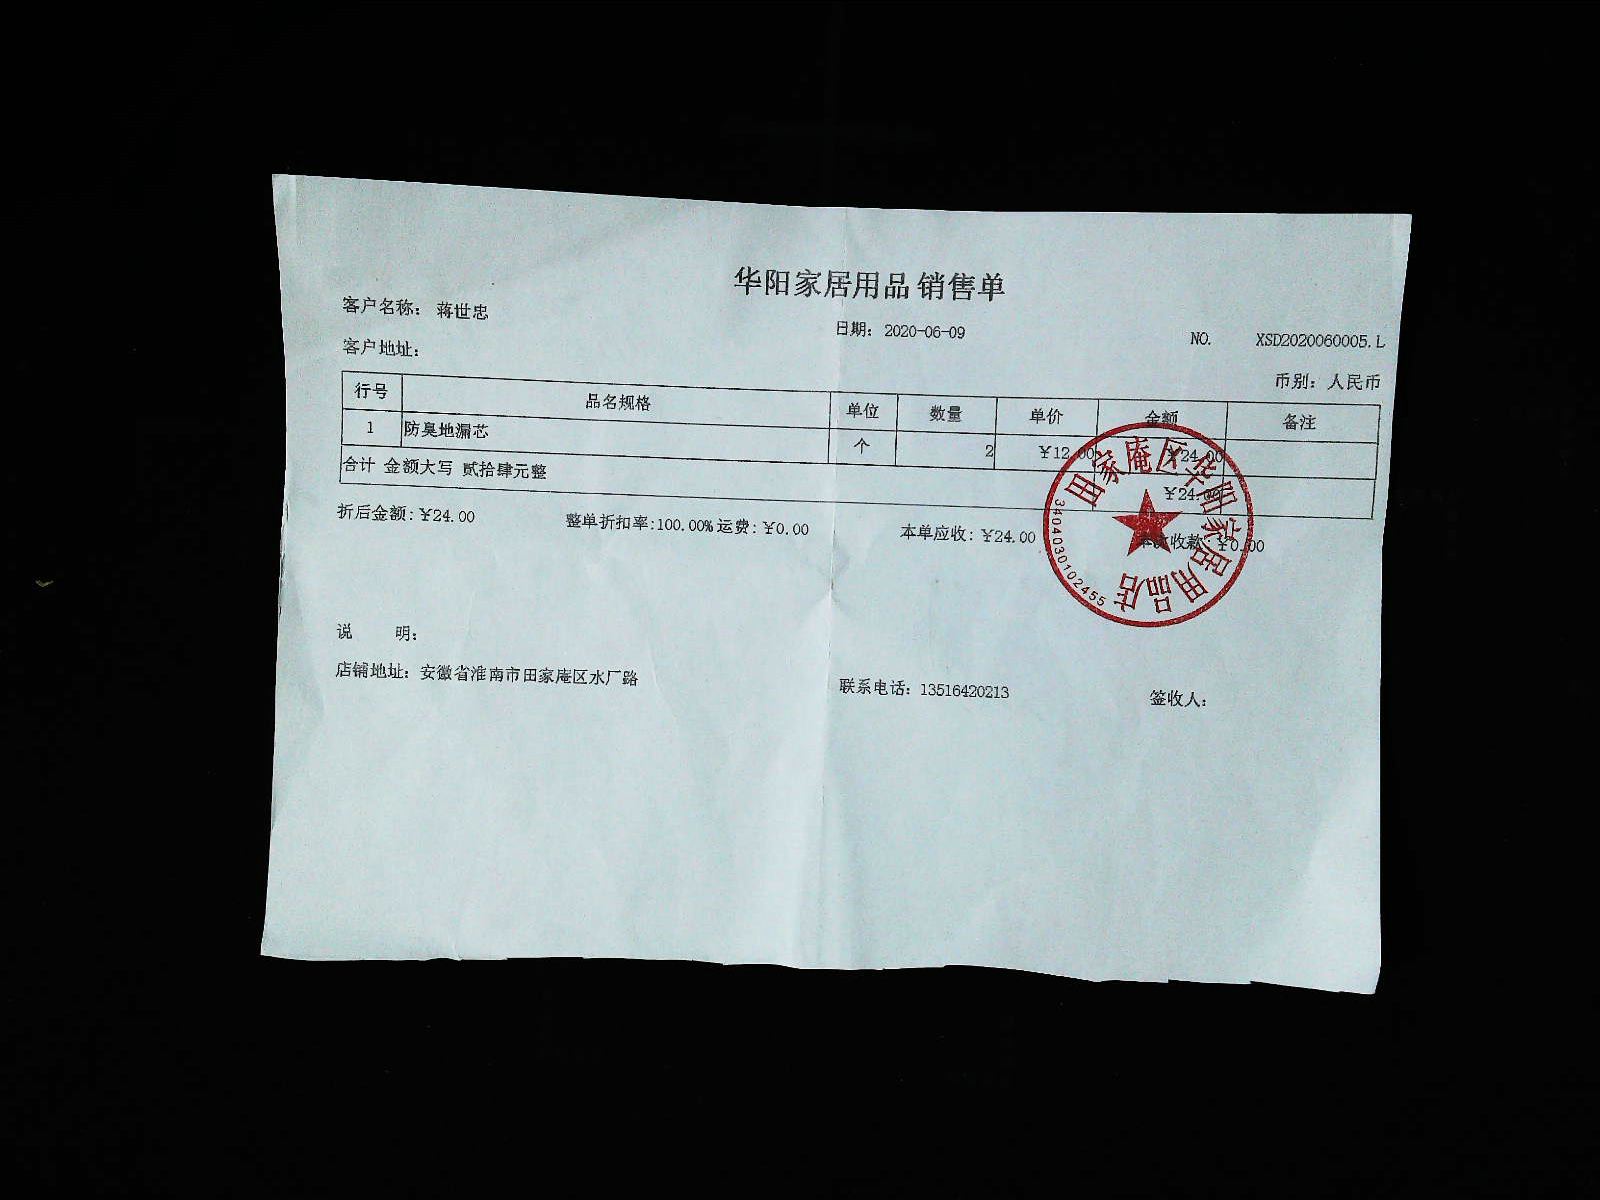 华阳家居用品 销售单
客户名称： 蒋世忠
日期： 2020-06-09
NO. XSD2020060005.L
客户地址：
币别： 人民币
行号 品名规格 单位 数量 单价 金额 备注
1 防臭地漏芯 个 2 ¥12.00 ¥24.00
合计 金额大写 贰拾肆元整 ¥24.00
折后金额：¥24.00 整单折扣率：100.00% 运费：¥0.00 本单应收：¥24.00 本次收款：¥0.00
田家庵区华阳家居用品店
3404030102455
说 明：
店铺地址： 安徽省淮南市田家庵区水厂路 联系电话： 13516420213 签收人：